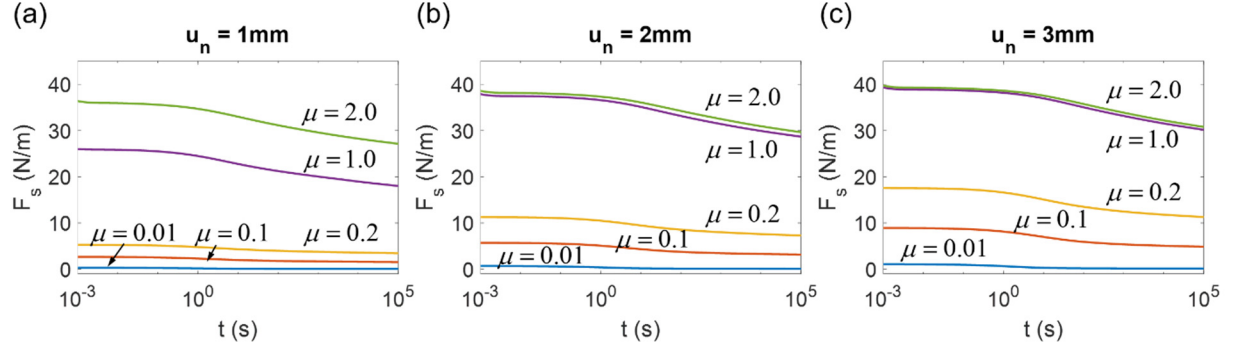 (a)
u_n = 1mm
F_s (N/m)
40
30
20
10
0
μ = 2.0
μ = 1.0
μ = 0.01
μ = 0.1
μ = 0.2
10^-3
10^0
10^5
t (s)
(b)
u_n = 2mm
F_s (N/m)
40
30
20
10
0
μ = 2.0
μ = 1.0
μ = 0.2
μ = 0.1
μ = 0.01
10^-3
10^0
10^5
t (s)
(c)
u_n = 3mm
F_s (N/m)
40
30
20
10
0
μ = 2.0
μ = 1.0
μ = 0.2
μ = 0.1
μ = 0.01
10^-3
10^0
10^5
t (s)